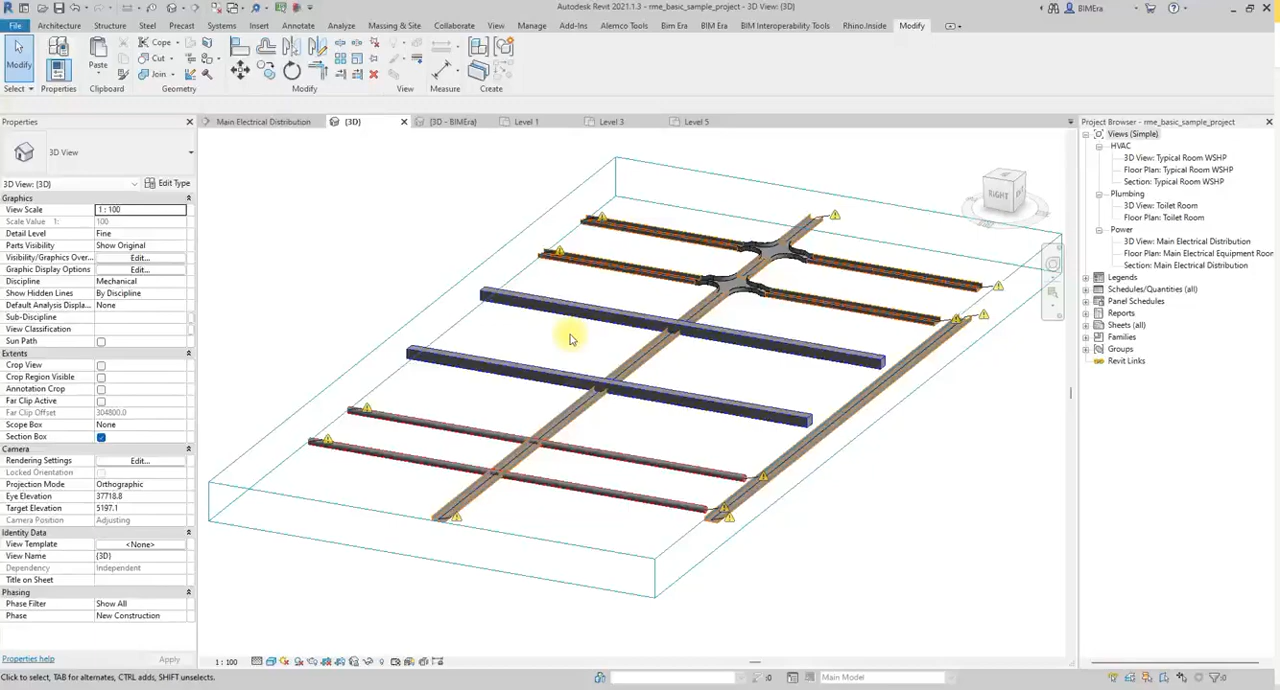 Autodesk Revit 2021.1.3 - rme_basic_sample_project - 3D View: {3D}
BIMEra
File Architecture Structure Steel Precast Systems Insert Annotate Analyze Massing & Site Collaborate View Manage Add-Ins Alemco Tools Bim Era BIM Era BIM Interoperability Tools Rhino.Inside Modify
Modify Paste Cope
Cut
Join
Select Properties Clipboard Geometry Modify View Measure Create
Properties
Main Electrical Distribution {3D} {3D - BIMEra} Level 1 Level 3 Level 5
Project Browser - rme_basic_sample_project
3D View
3D View: {3D} Edit Type
Graphics
View Scale 1 : 100
Scale Value 1: 100
Detail Level Fine
Parts Visibility Show Original
Visibility/Graphics Over... Edit...
Graphic Display Options Edit...
Discipline Mechanical
Show Hidden Lines By Discipline
Default Analysis Displa... None
Sub-Discipline
View Classification
Sun Path
Extents
Crop View
Crop Region Visible
Annotation Crop
Far Clip Active
Far Clip Offset 304800.0
Scope Box None
Section Box
Camera
Rendering Settings Edit...
Locked Orientation
Projection Mode Orthographic
Eye Elevation 37718.8
Target Elevation 5197.1
Camera Position Adjusting
Identity Data
View Template <None>
View Name {3D}
Dependency Independent
Title on Sheet
Phasing
Phase Filter Show All
Phase New Construction
Properties help Apply
RIGHT
Views (Simple)
HVAC
3D View: Typical Room WSHP
Floor Plan: Typical Room WSHP
Section: Typical Room WSHP
Plumbing
3D View: Toilet Room
Floor Plan: Toilet Room
Power
3D View: Main Electrical Distribution
Floor Plan: Main Electrical Equipment Roor
Section: Main Electrical Distribution
Legends
Schedules/Quantities (all)
Panel Schedules
Reports
Sheets (all)
Families
Groups
Revit Links
1 : 100
Click to select, TAB for alternates, CTRL adds, SHIFT unselects.
:0 Main Model :0